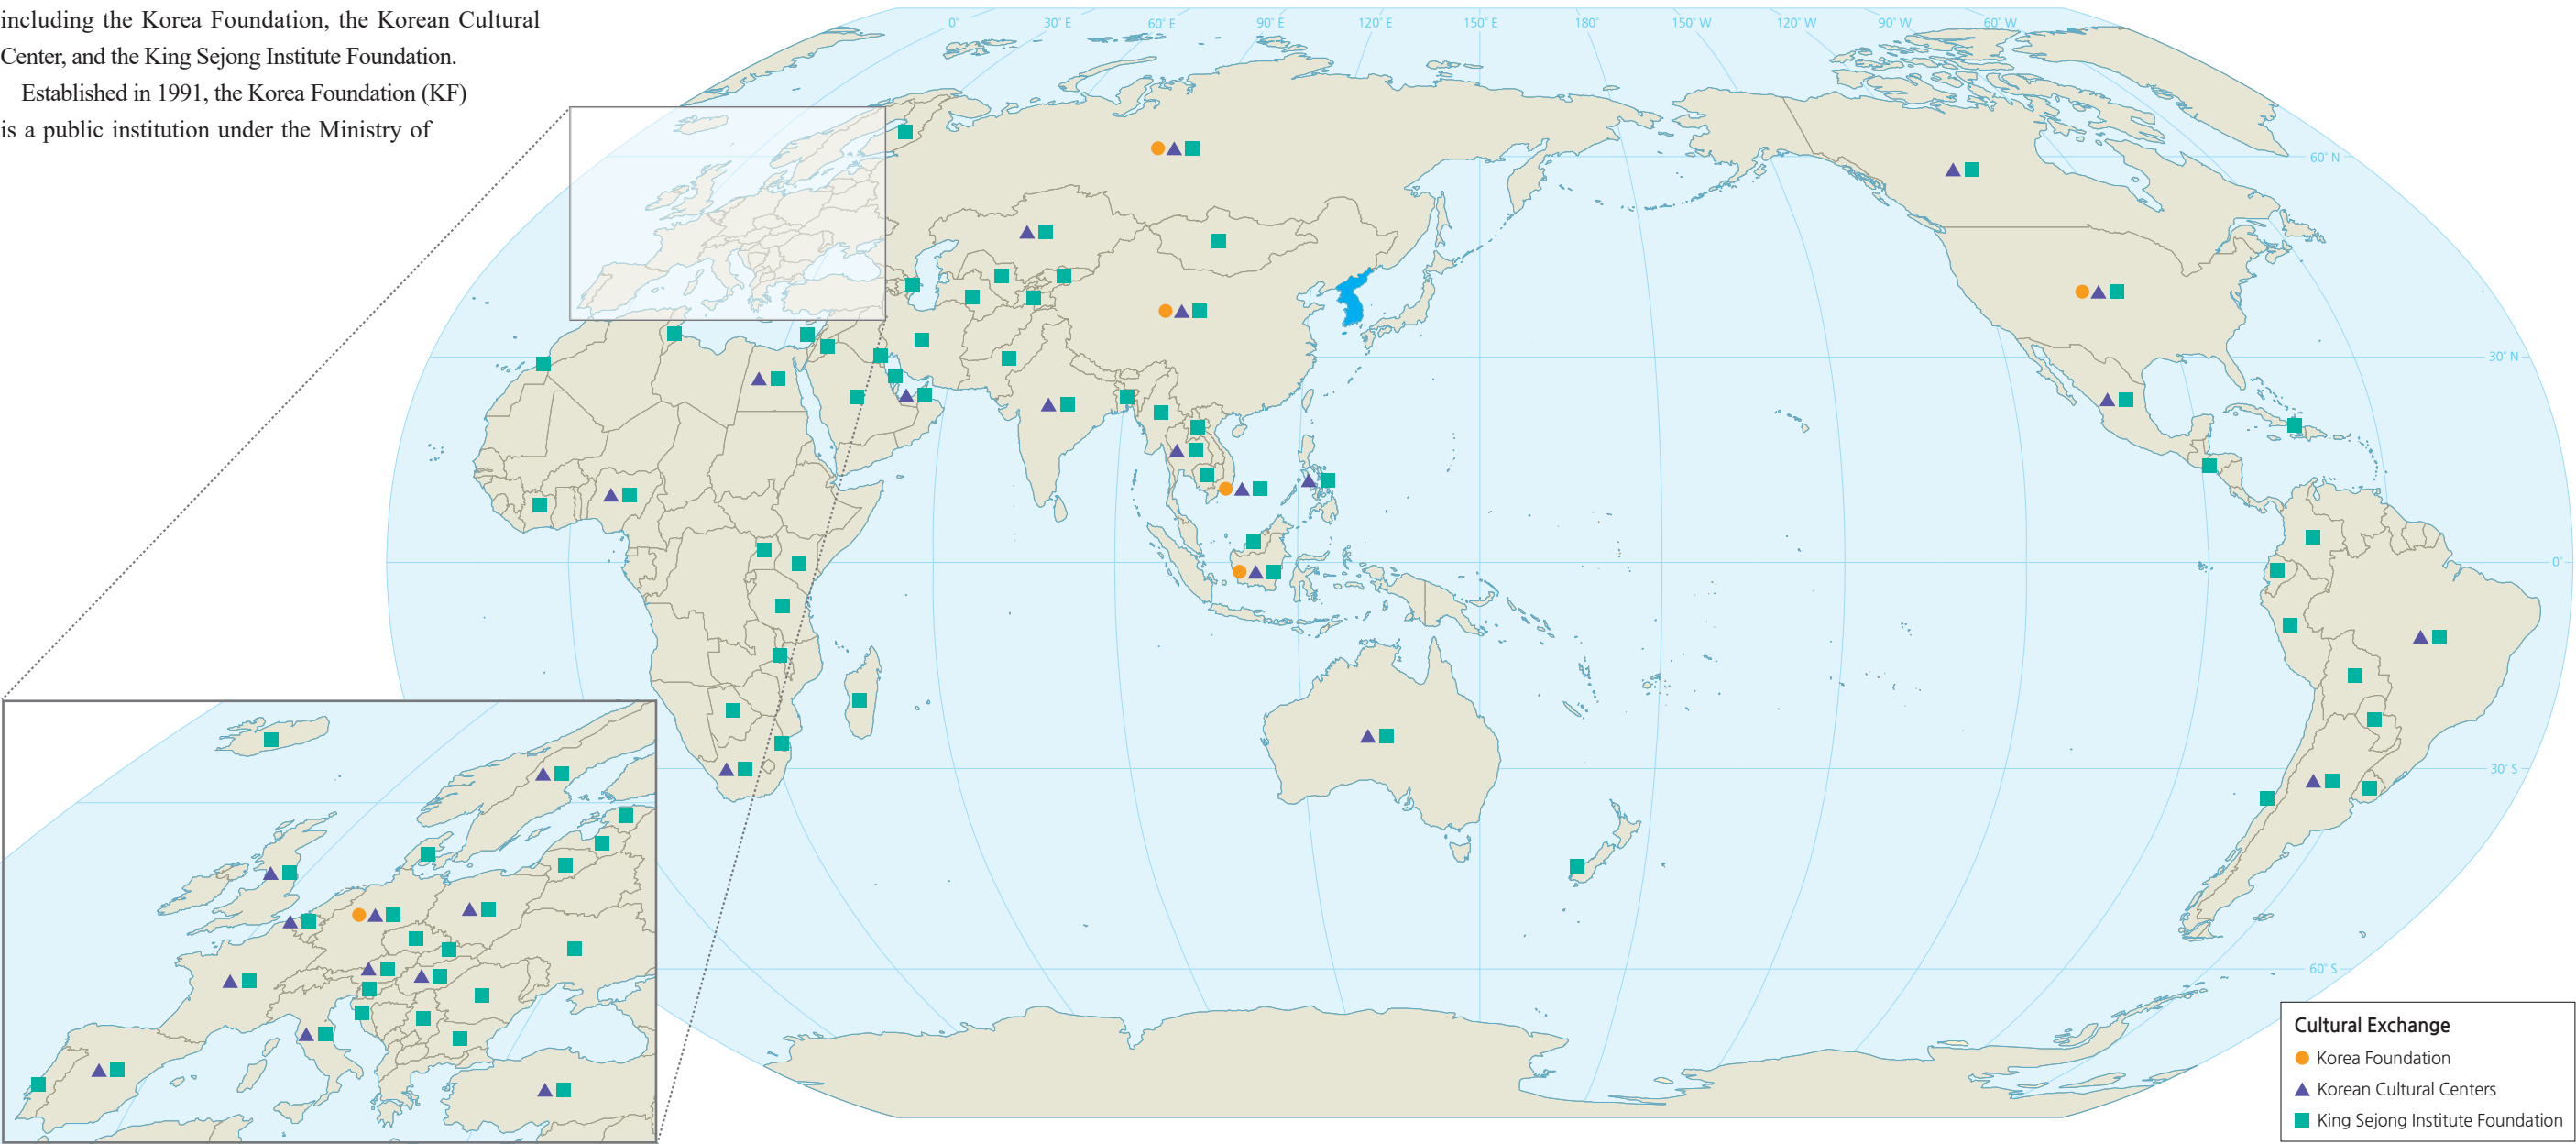 including the Korea Foundation, the Korean Cultural
Center, and the King Sejong Institute Foundation.
Established in 1991, the Korea Foundation (KF)
is a public institution under the Ministry of
0°
30° E
60° E
90° E
120° E
150° E
180°
150° W
120° W
90° W
60° W
60° N
30° N
0°
30° S
60° S
Cultural Exchange
Korea Foundation
Korean Cultural Centers
King Sejong Institute Foundation